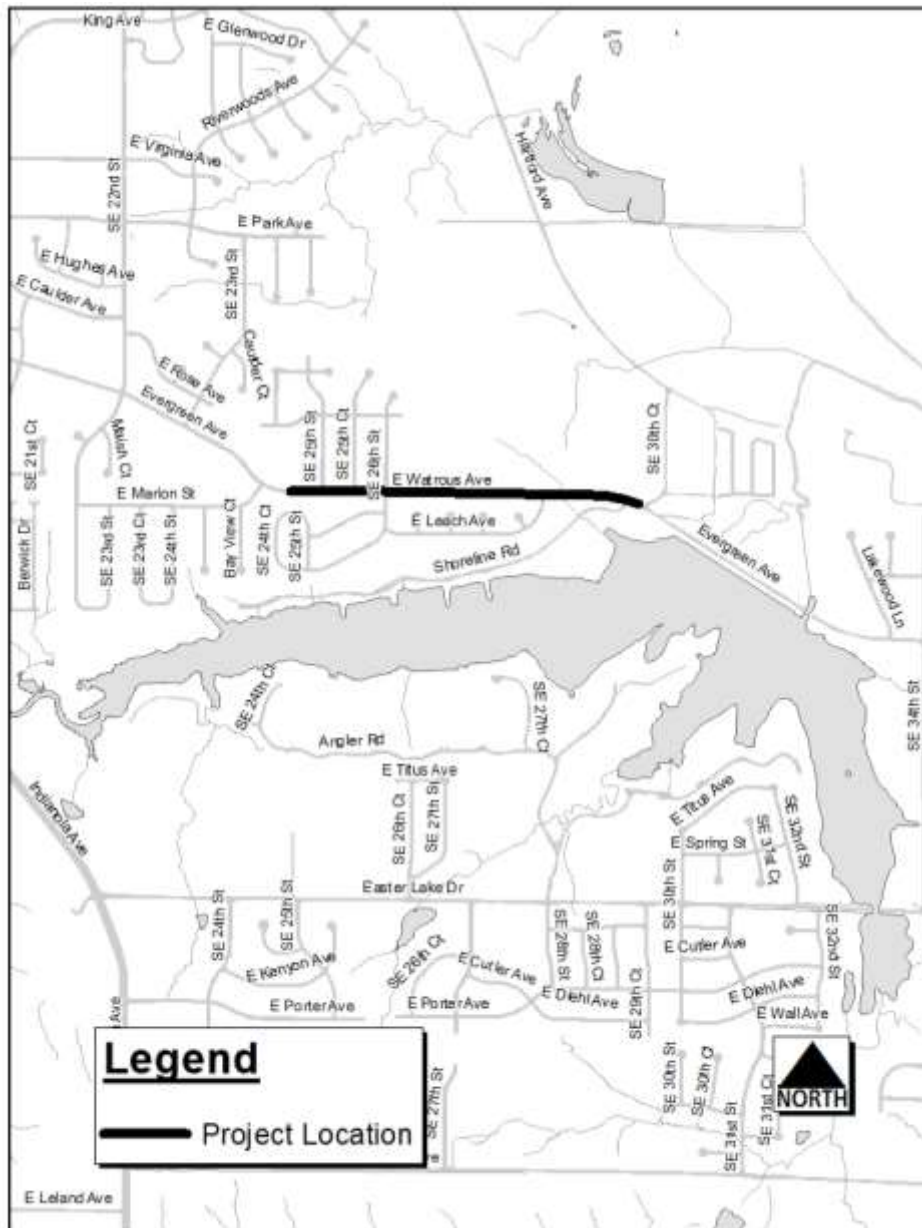 King Ave
E Glenwood Dr
Riverwoods Ave
E Virginia Ave
SE 22nd St
Hartford Ave
E Park Ave
E Hughes Ave
SE 23rd St
E Caulder Ave
Caulder Ct
E Rose Ave
Evergreen Ave
SE 21st Ct
Marsh Ct
SE 25th St
SE 25th Ct
SE 26th St
SE 30th Ct
E Watrous Ave
E Marion St
E Leach Ave
Berwick Dr
SE 23rd St
SE 23rd Ct
SE 24th St
Bay View Ct
SE 24th Ct
SE 25th St
Shoreline Rd
Evergreen Ave
Lakewood Ln
SE 24th Ct
SE 27th Ct
SE 34th St
Angler Rd
E Titus Ave
Indianola Ave
SE 26th Ct
SE 27th St
E Titus Ave
SE 32nd St
SE 31st Ct
E Spring St
Easter Lake Dr
SE 30th St
SE 24th St
SE 25th St
SE 26th Ct
SE 28th St
SE 28th Ct
SE 29th Ct
SE 32nd St
E Kenyon Ave
E Cutler Ave
E Cutler Ave
E Porter Ave
E Porter Ave
E Diehl Ave
E Diehl Ave
E Wall Ave
Ave
Legend
Project Location
SE 27th St
SE 30th St
SE 30th Ct
SE 31st St
SE 31st Ct
NORTH
E Leland Ave